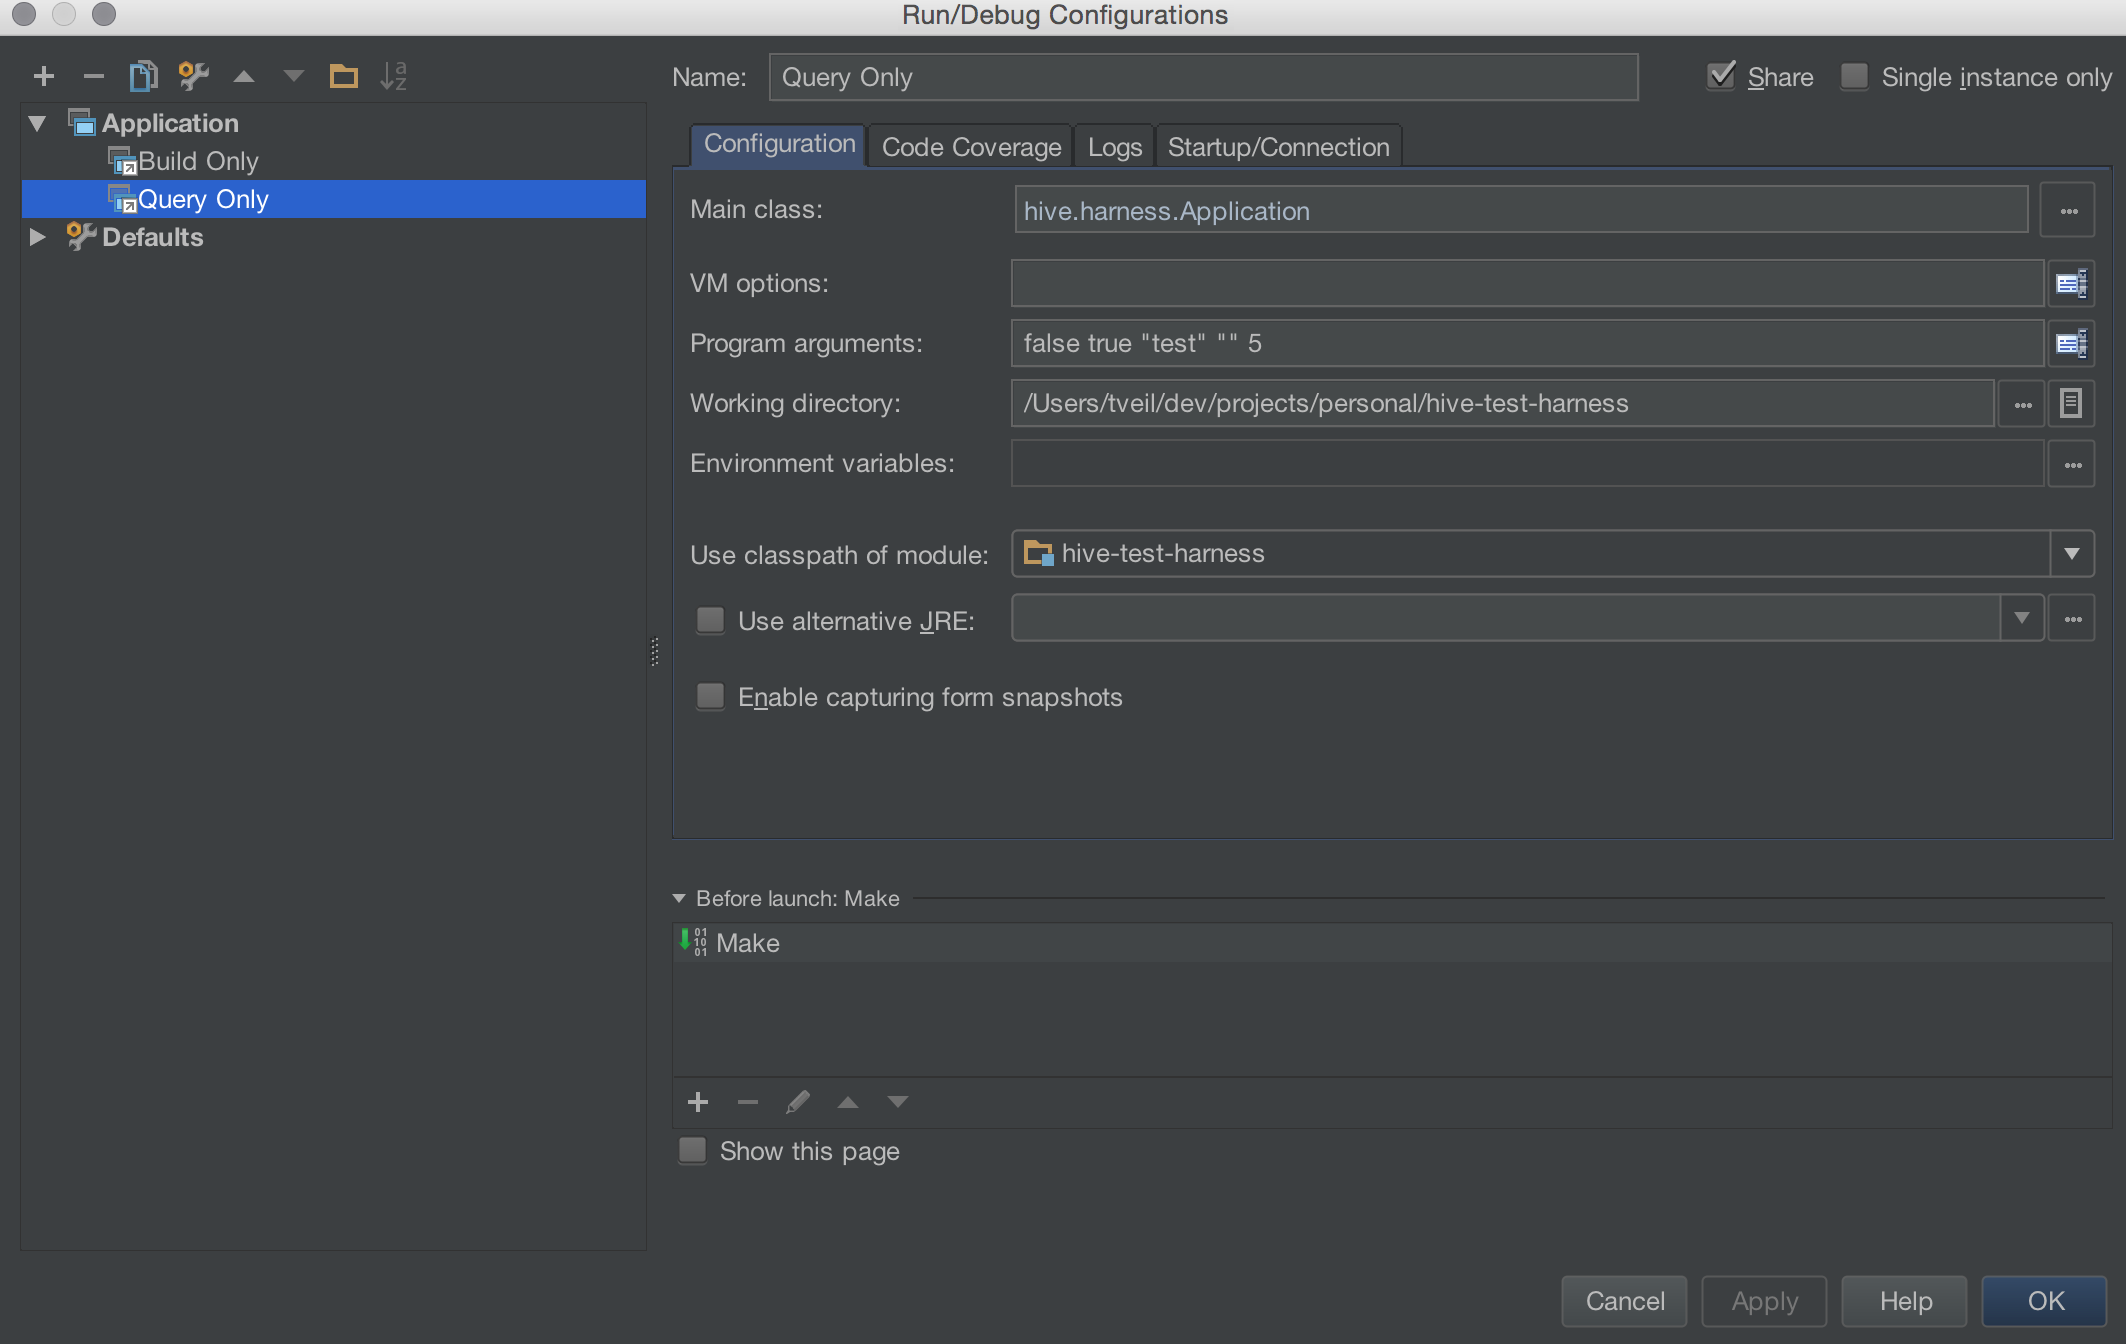 Run/Debug Configurations
Name: Query Only Share Single instance only
Application
Build Only
Query Only
Defaults
Configuration Code Coverage Logs Startup/Connection
Main class: hive.harness.Application ...
VM options:
Program arguments: false true "test" "" 5
Working directory: /Users/tveil/dev/projects/personal/hive-test-harness ...
Environment variables: ...
Use classpath of module: hive-test-harness
Use alternative JRE: ...
Enable capturing form snapshots
Before launch: Make
Make
Show this page
Cancel Apply Help OK